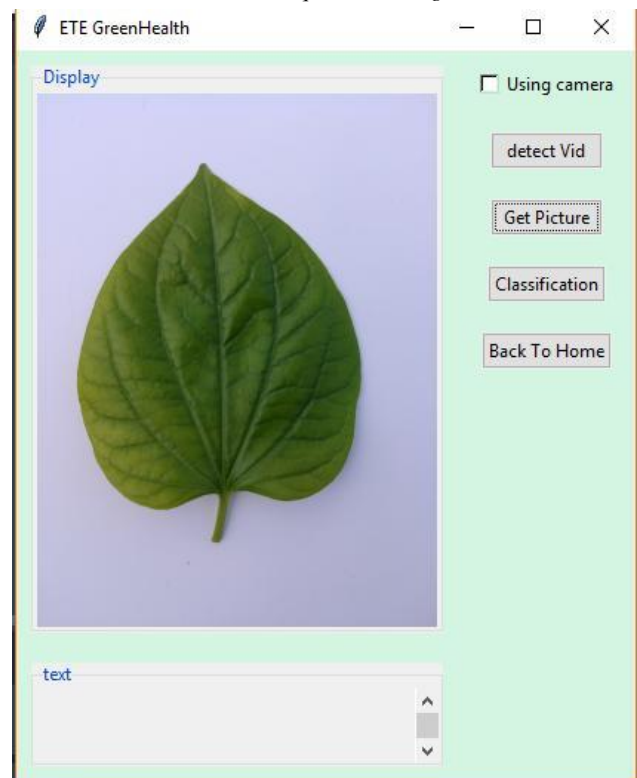 ETE GreenHealth
Display
Using camera
detect Vid
Get Picture
Classification
Back To Home
text